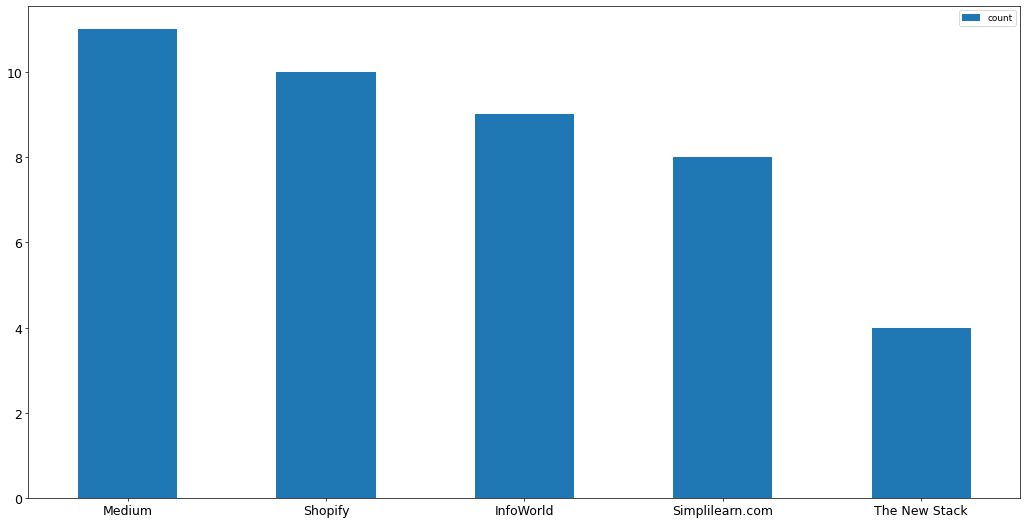 count
10
8
6
4
2
0
Medium
Shopify
InfoWorld
Simplilearn.com
The New Stack